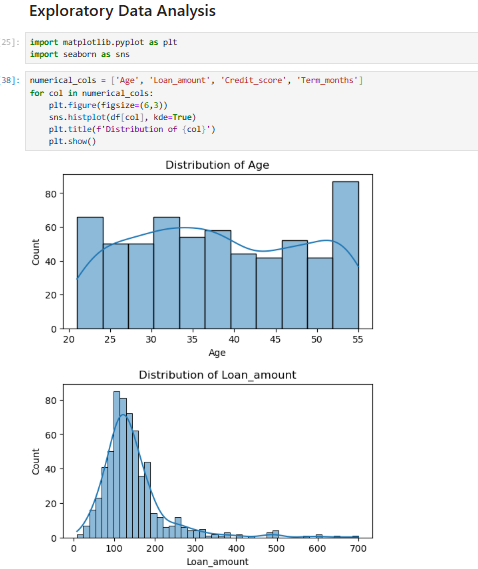 Exploratory Data Analysis
25]:
import matplotlib.pyplot as plt
import seaborn as sns
38]:
numerical_cols = ['Age', 'Loan_amount', 'Credit_score', 'Term_months']
for col in numerical_cols:
    plt.figure(figsize=(6,3))
    sns.histplot(df[col], kde=True)
    plt.title(f'Distribution of {col}')
    plt.show()
Distribution of Age
80
60
40
20
0
Count
20 25 30 35 40 45 50 55
Age
Distribution of Loan_amount
80
60
40
20
0
Count
0 100 200 300 400 500 600 700
Loan_amount